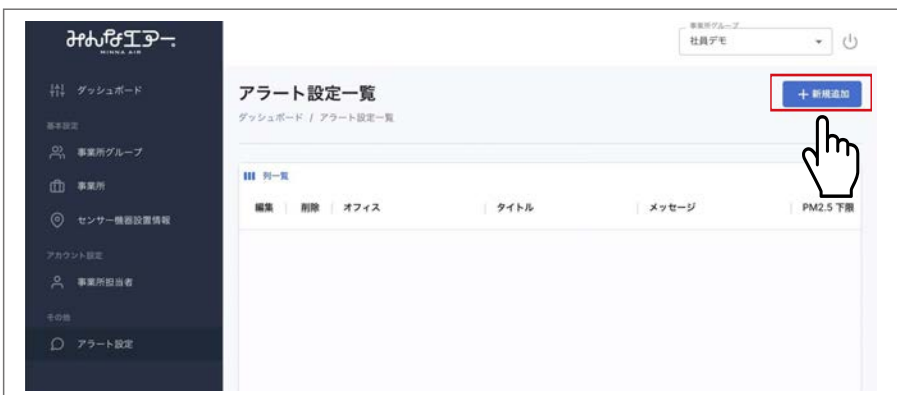 みんなエアー
MINNA AIR
事業所グループ
社員デモ
ダッシュボード
基本設定
事業所グループ
事業所
センサー機器設置情報
アカウント設定
事業所担当者
その他
アラート設定
アラート設定一覧
ダッシュボード / アラート設定一覧
+ 新規追加
列一覧
編集 削除 オフィス タイトル メッセージ PM2.5 下限